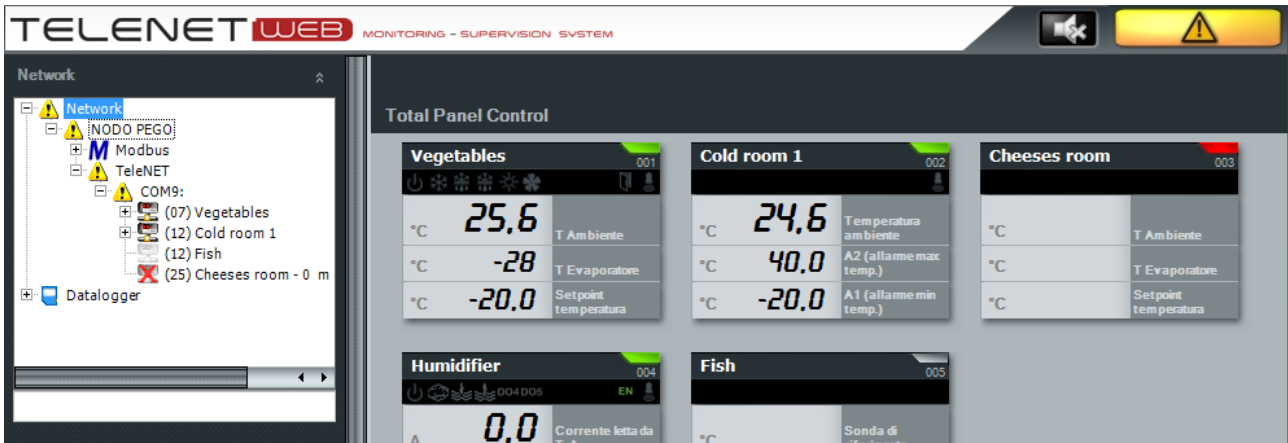 TELENET WEB MONITORING - SUPERVISION SYSTEM
Network
Network
NODO PEGO
Modbus
TeleNET
COM9:
(07) Vegetables
(12) Cold room 1
(12) Fish
(25) Cheeses room - 0 m
Datalogger
Total Panel Control
Vegetables 001
°C 25,6 T Ambiente
°C -28 T Evaporatore
°C -20,0 Setpoint
temperatura
Cold room 1 002
°C 24,6 Temperatura
ambiente
°C 40,0 A2 (allarme max
temp.)
°C -20,0 A1 (allarme min
temp.)
Cheeses room 003
°C T Ambiente
°C T Evaporatore
°C Setpoint
temperatura
Humidifier 004
DO4 DO5 EN
A 0,0 Corrente letta da
Fish 005
°C Sonda di